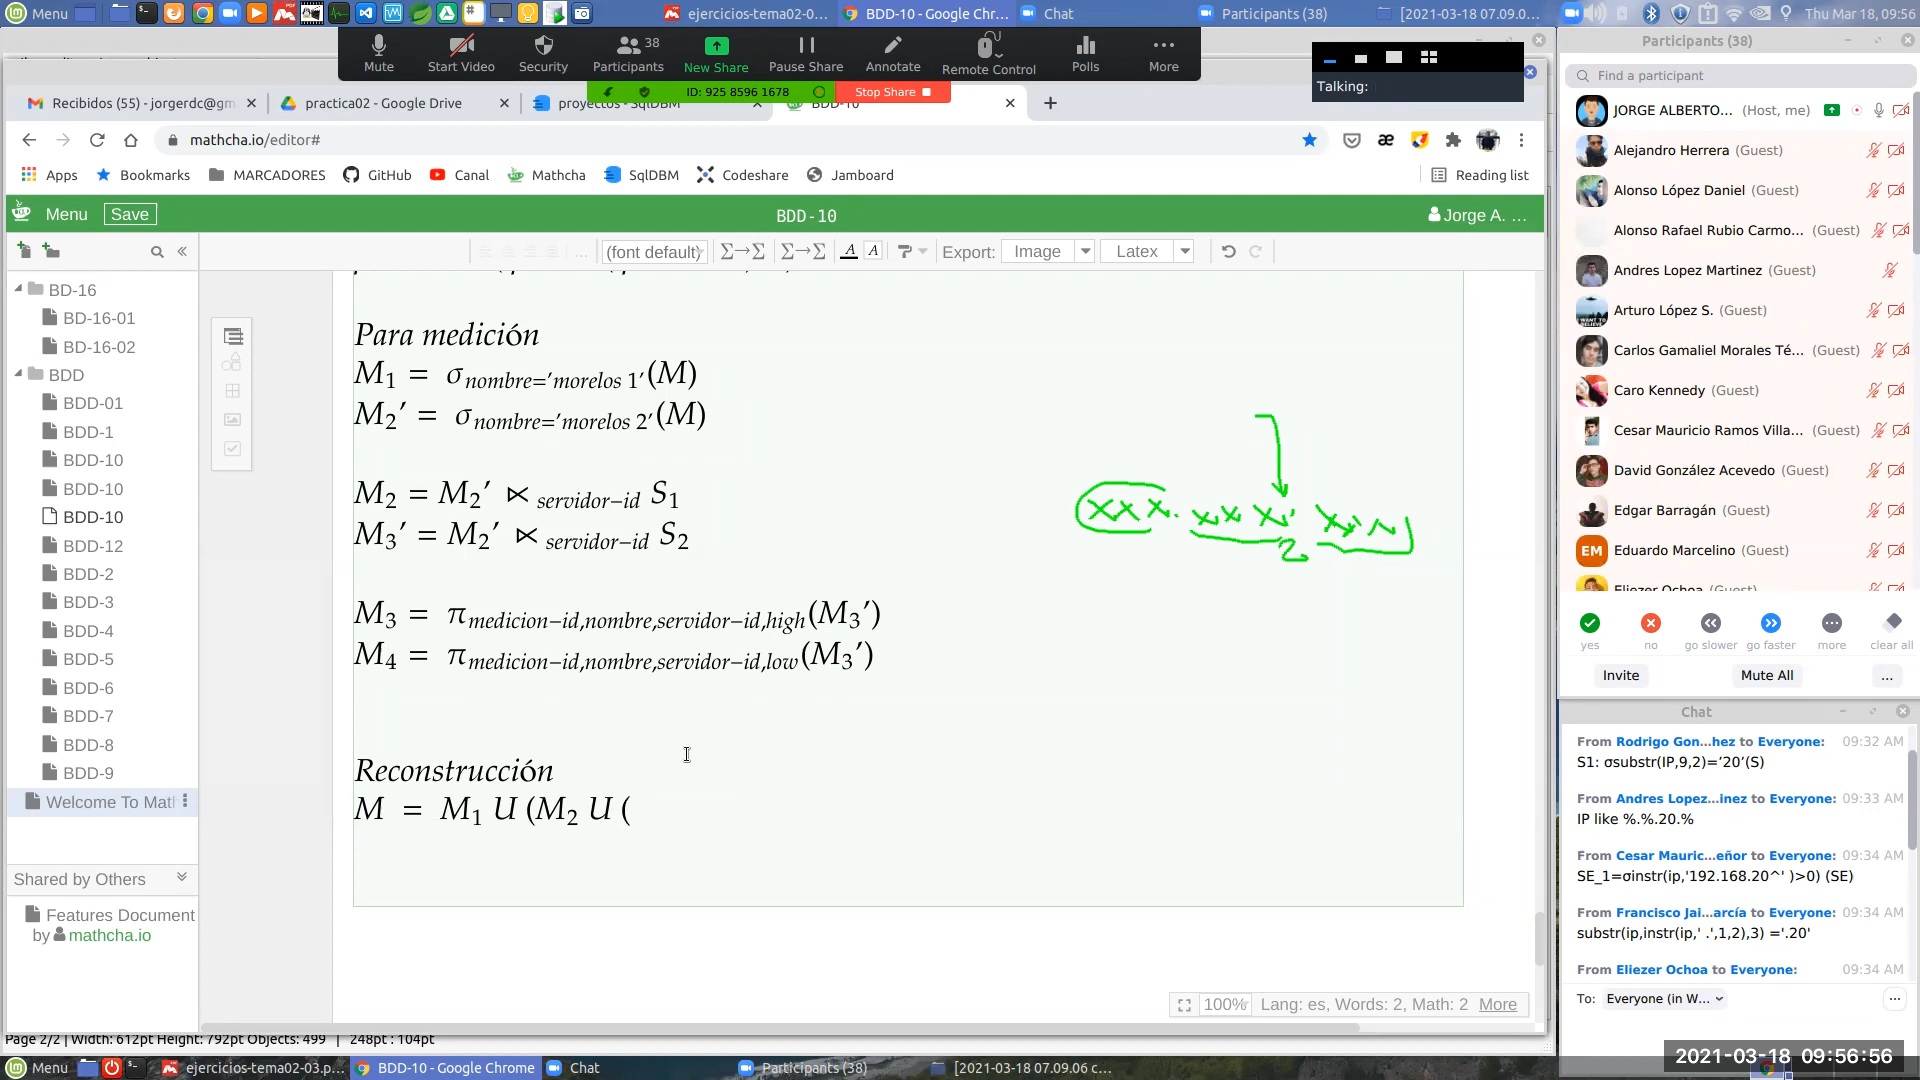 Menu
ejercicios-tema02-0...
BDD-10 - Google Chr...
Chat
Participants (38)
[2021-03-18 07.09.0...
Thu Mar 18, 09:56
Mute
Start Video
Security
38
Participants
New Share
Pause Share
Annotate
Remote Control
Polls
More
ID: 925 8596 1678
Stop Share
Talking:
Recibidos (55) - jorgerdc@gm
practica02 - Google Drive
proyectos - SqlDBM
BDD-10
mathcha.io/editor#
Apps
Bookmarks
MARCADORES
GitHub
Canal
Mathcha
SqlDBM
Codeshare
Jamboard
Reading list
Menu
Save
BDD-10
Jorge A. ...
(font default)
Σ→Σ
Σ→Σ
A
A
Export:
Image
Latex
BD-16
BD-16-01
BD-16-02
BDD
BDD-01
BDD-1
BDD-10
BDD-10
BDD-10
BDD-12
BDD-2
BDD-3
BDD-4
BDD-5
BDD-6
BDD-7
BDD-8
BDD-9
Welcome To Mat
Shared by Others
Features Document
by mathcha.io
Para medición
M₁ = σ nombre='morelos 1'(M)
M₂' = σ nombre='morelos 2'(M)
M₂ = M₂' ⋉ servidor−id S₁
M₃' = M₂' ⋉ servidor−id S₂
M₃ = π medicion−id,nombre,servidor−id,high(M₃')
M₄ = π medicion−id,nombre,servidor−id,low(M₃')
Reconstrucción
M = M₁ U (M₂ U (
100%
Lang: es, Words: 2, Math: 2
More
Page 2/2 | Width: 612pt Height: 792pt Objects: 499 | 248pt : 104pt
Participants (38)
Find a participant
JORGE ALBERTO... (Host, me)
Alejandro Herrera (Guest)
Alonso López Daniel (Guest)
Alonso Rafael Rubio Carmo... (Guest)
Andres Lopez Martinez (Guest)
Arturo López S. (Guest)
Carlos Gamaliel Morales Té... (Guest)
Caro Kennedy (Guest)
Cesar Mauricio Ramos Villa... (Guest)
David González Acevedo (Guest)
Edgar Barragán (Guest)
EM
Eduardo Marcelino (Guest)
Eliezer Ochoa (Guest)
yes
no
go slower
go faster
more
clear all
Invite
Mute All
...
Chat
From Rodrigo Gon...hez to Everyone:
09:32 AM
S1: σsubstr(IP,9,2)='20'(S)
From Andres Lopez...inez to Everyone:
09:33 AM
IP like %.%.20.%
From Cesar Mauric...eñor to Everyone:
09:34 AM
SE_1=σinstr(ip,'192.168.20^' )>0) (SE)
From Francisco Jai...arcía to Everyone:
09:34 AM
substr(ip,instr(ip,' .',1,2),3) ='.20'
From Eliezer Ochoa to Everyone:
09:34 AM
To: Everyone (in W...
Menu
ejercicios-tema02-03.p...
BDD-10 - Google Chrome
Chat
Participants (38)
[2021-03-18 07.09.06 c...
2021-03-18 09:56:56